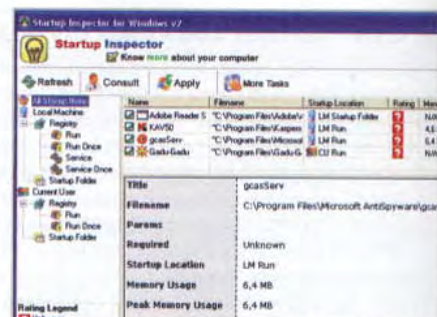 Startup Inspector for Windows v2
Startup Inspector
Know more about your computer
Refresh Consult Apply More Tasks
All Startup Items
Local Machine
Registry
Run
Run Once
Service
Service Once
Startup Folder
Current User
Registry
Run
Run Once
Startup Folder
Rating Legend
Name Filename Startup Location Rating
Adobe Reader S "C:\Program Files\Adobe\ LM Startup Folder N/A
KAV50 "C:\Program Files\Kaspers LM Run
gcasServ "C:\Program Files\Microsof LM Run
Gadu-Gadu "C:\Program Files\Gadu-G CU Run N/A
Title gcasServ
Filename C:\Program Files\Microsoft AntiSpyware\gcas
Params
Required Unknown
Startup Location LM Run
Memory Usage 6,4 MB
Peak Memory Usage 6,4 MB